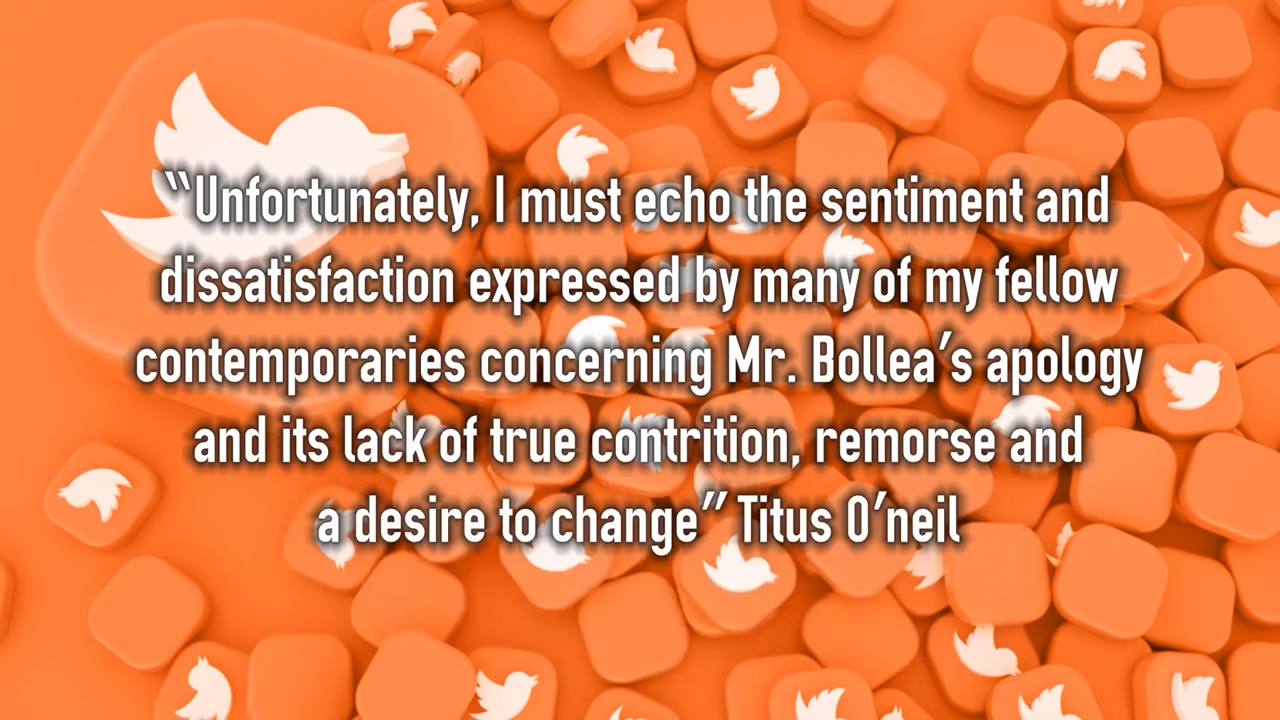 “Unfortunately, I must echo the sentiment and
dissatisfaction expressed by many of my fellow
contemporaries concerning Mr. Bollea's apology
and its lack of true contrition, remorse and
a desire to change” Titus O'neil